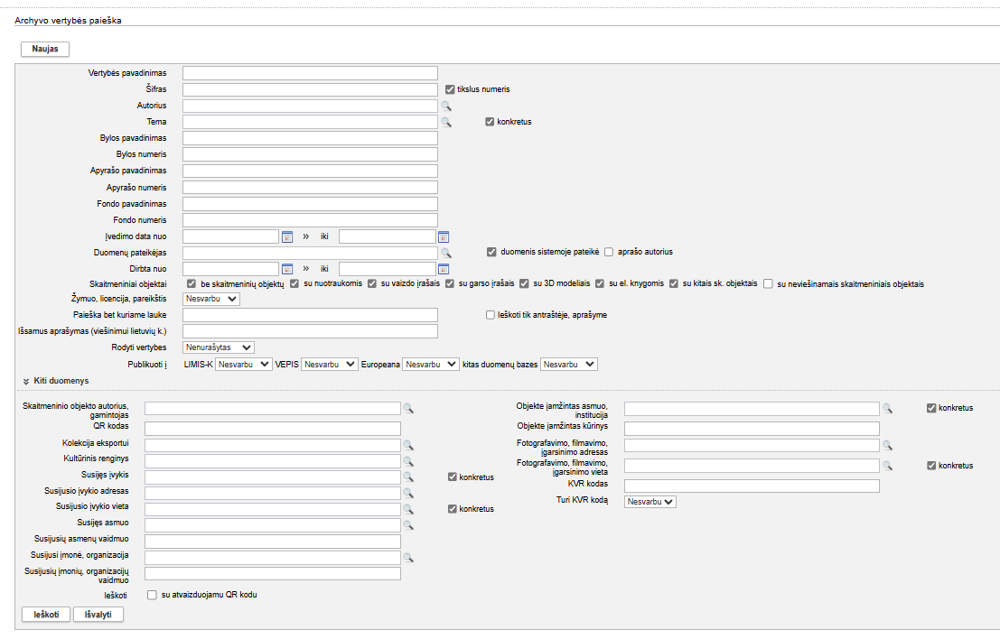 Archyvo vertybės paieška
Naujas
Vertybės pavadinimas
Šifras tikslus numeris
Autorius
Tema konkretus
Bylos pavadinimas
Bylos numeris
Apyrašo pavadinimas
Apyrašo numeris
Fondo pavadinimas
Fondo numeris
Įvedimo data nuo » iki
Duomenų pateikėjas duomenis sistemoje pateikė aprašo autorius
Dirbta nuo » iki
Skaitmeniniai objektai be skaitmeninių objektų su nuotraukomis su vaizdo įrašais su garso įrašais su 3D modeliais su el. knygomis su kitais sk. objektais su neviešinamais skaitmeniniais objektais
Žymuo, licencija, pareikštis Nesvarbu
Paieška bet kuriame lauke Ieškoti tik antraštėje, aprašyme
Išsamus aprašymas (viešinimui lietuvių k.)
Rodyti vertybes Nenurašytas
Publikuoti į LIMIS-K Nesvarbu VEPIS Nesvarbu Europeana Nesvarbu kitas duomenų bazes Nesvarbu
Kiti duomenys
Skaitmeninio objekto autorius,
gamintojas
QR kodas
Kolekcija eksportui
Kultūrinis renginys
Susijęs įvykis konkretus
Susijusio įvykio adresas
Susijusio įvykio vieta konkretus
Susijęs asmuo
Susijusių asmenų vaidmuo
Susijusi įmonė, organizacija
Susijusių įmonių, organizacijų
vaidmuo
Ieškoti su atvaizduojamu QR kodu
Objekte įamžintas asmuo,
institucija konkretus
Objekte įamžintas kūrinys
Fotografavimo, filmavimo,
įgarsinimo adresas
Fotografavimo, filmavimo,
įgarsinimo vieta konkretus
KVR kodas
Turi KVR kodą Nesvarbu
Ieškoti Išvalyti